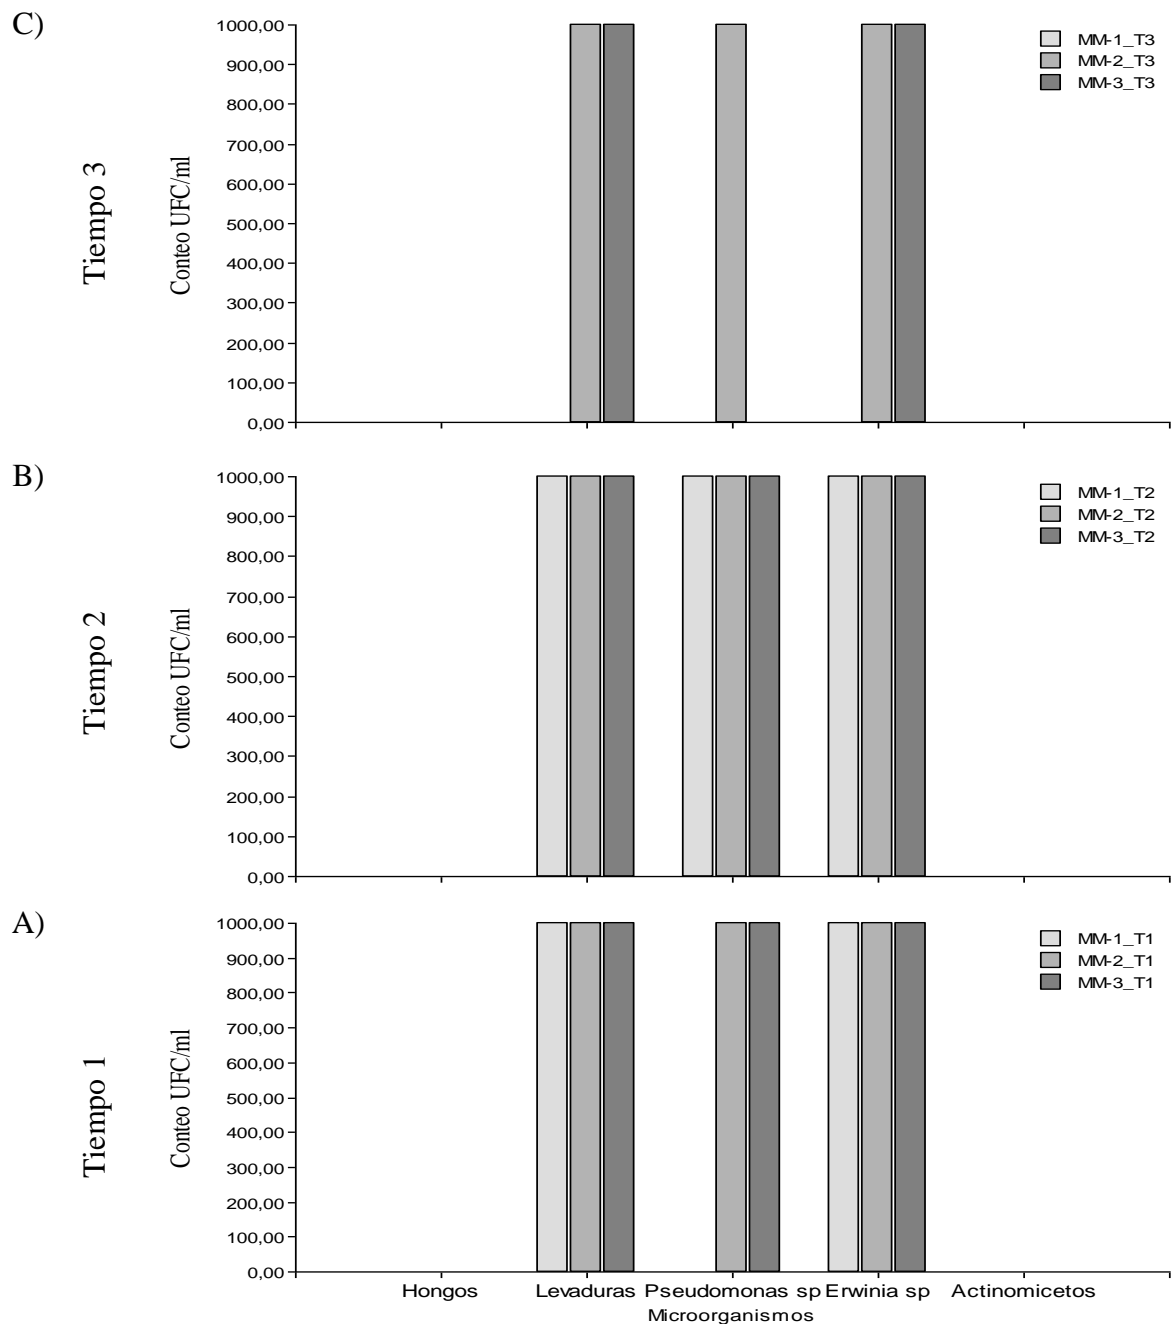 C)
Tiempo 3
Conteo UFC/ml
1000,00
900,00
800,00
700,00
600,00
500,00
400,00
300,00
200,00
100,00
0,00
MM-1_T3
MM-2_T3
MM-3_T3
B)
Tiempo 2
Conteo UFC/ml
1000,00
900,00
800,00
700,00
600,00
500,00
400,00
300,00
200,00
100,00
0,00
MM-1_T2
MM-2_T2
MM-3_T2
A)
Tiempo 1
Conteo UFC/ml
1000,00
900,00
800,00
700,00
600,00
500,00
400,00
300,00
200,00
100,00
0,00
MM-1_T1
MM-2_T1
MM-3_T1
Hongos Levaduras Pseudomonas sp Erwinia sp Actinomicetos
Microorganismos